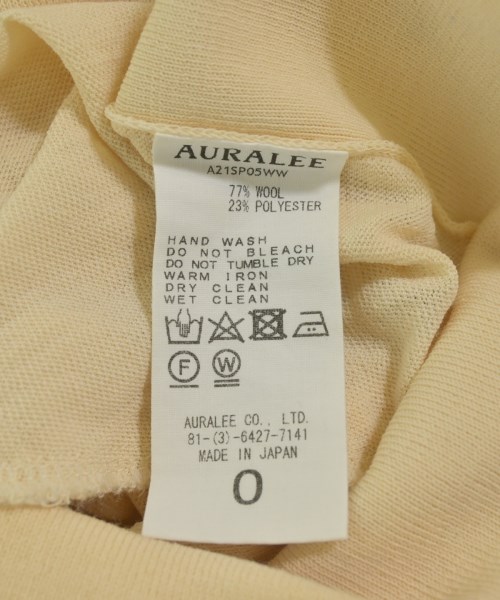 AURALEE
A21SP05WW
77% WOOL
23% POLYESTER
HAND WASH
DO NOT BLEACH
DO NOT TUMBLE DRY
WARM IRON
DRY CLEAN
WET CLEAN
F W
AURALEE CO., LTD.
81-(3)-6427-7141
MADE IN JAPAN
0